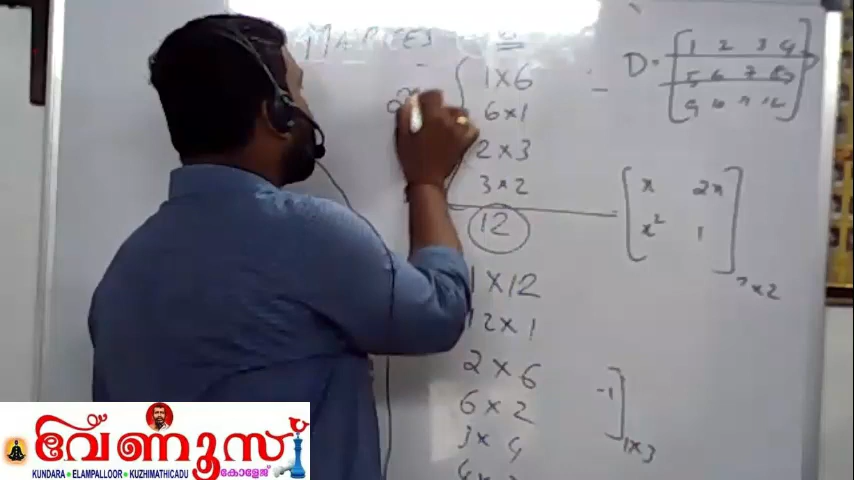 MATRICES
1×6
6×1
2×3
3×2
12
1×12
12×1
2×6
6×2
3×4
D= 1 2 3 4
5 6 7 8
9 10 11 12
x 2x
x² 1
-1
1×3
വേണൂസ്
കോളേജ്
KUNDARA • ELAMPALLOOR • KUZHIMATHICADU